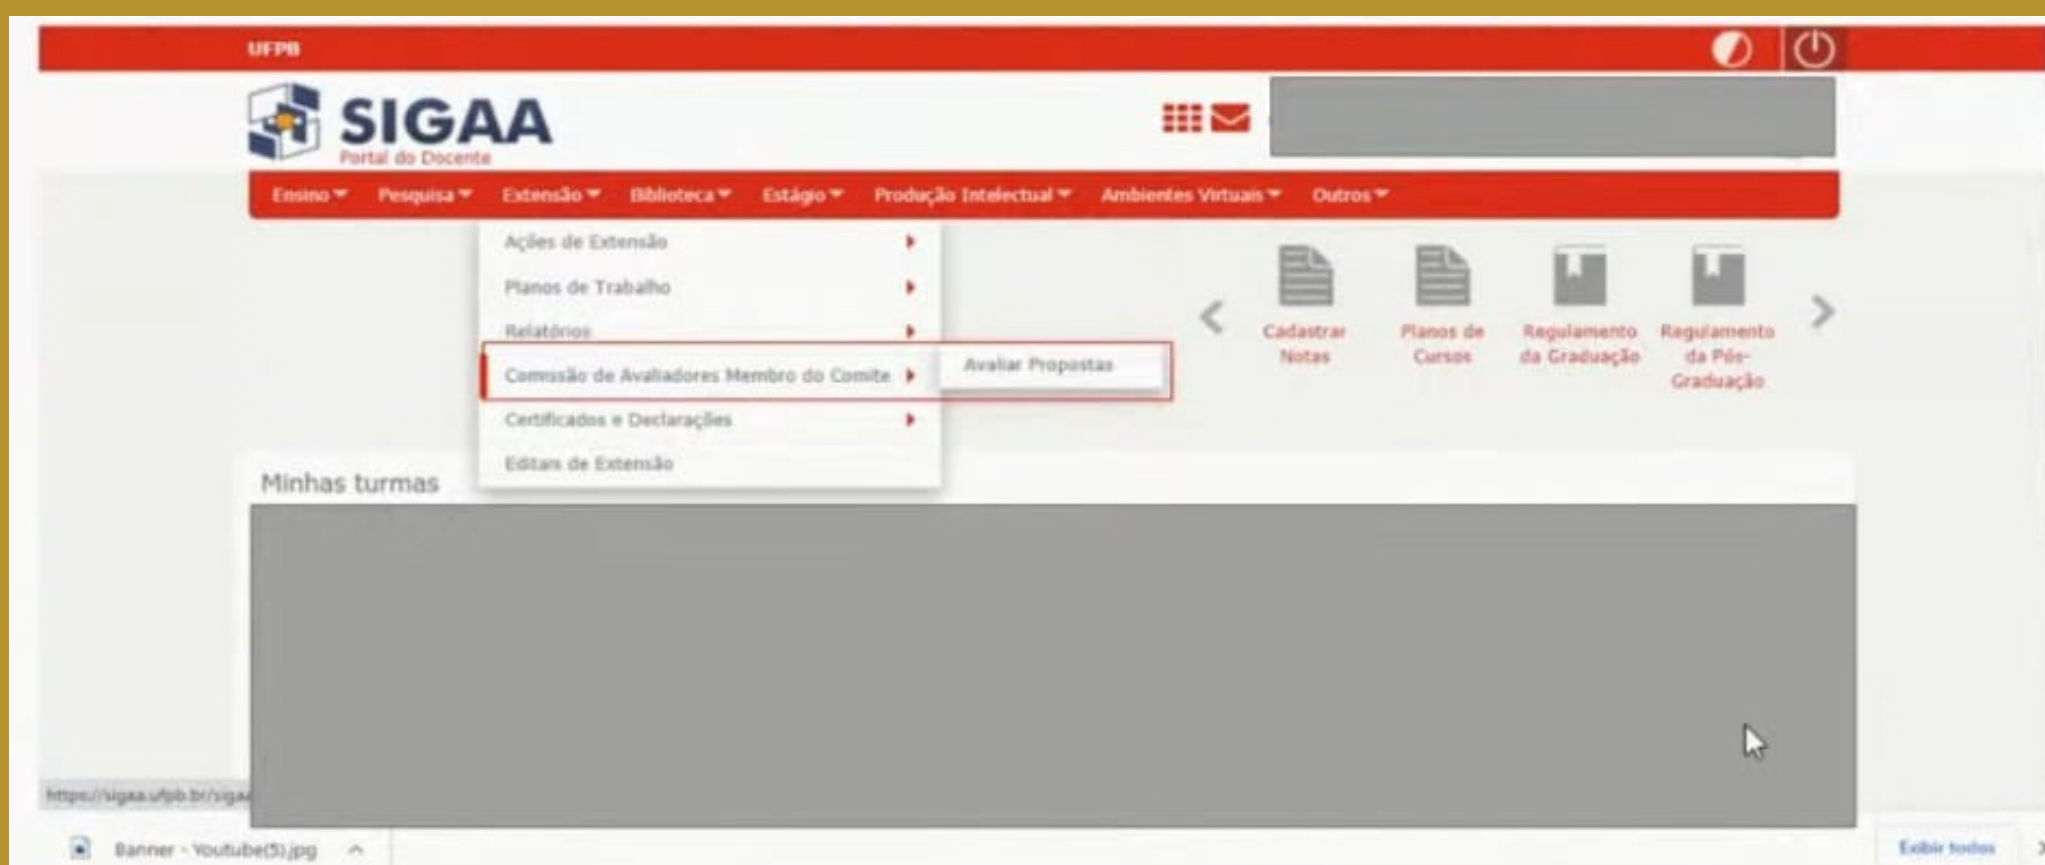 UFPB
SIGAA
Portal do Docente
Ensino Pesquisa Extensão Biblioteca Estágio Produção Intelectual Ambientes Virtuais Outros
Ações de Extensão
Planos de Trabalho
Relatórios
Comissão de Avaliadores Membro do Comite
Avaliar Propostas
Certificados e Declarações
Editais de Extensão
Cadastrar
Notas
Planos de
Cursos
Regulamento
da Graduação
Regulamento
da Pós-
Graduação
Minhas turmas
https://sigaa.ufpb.br/sigaa
Banner - Youtube(5).jpg
Exibir todos